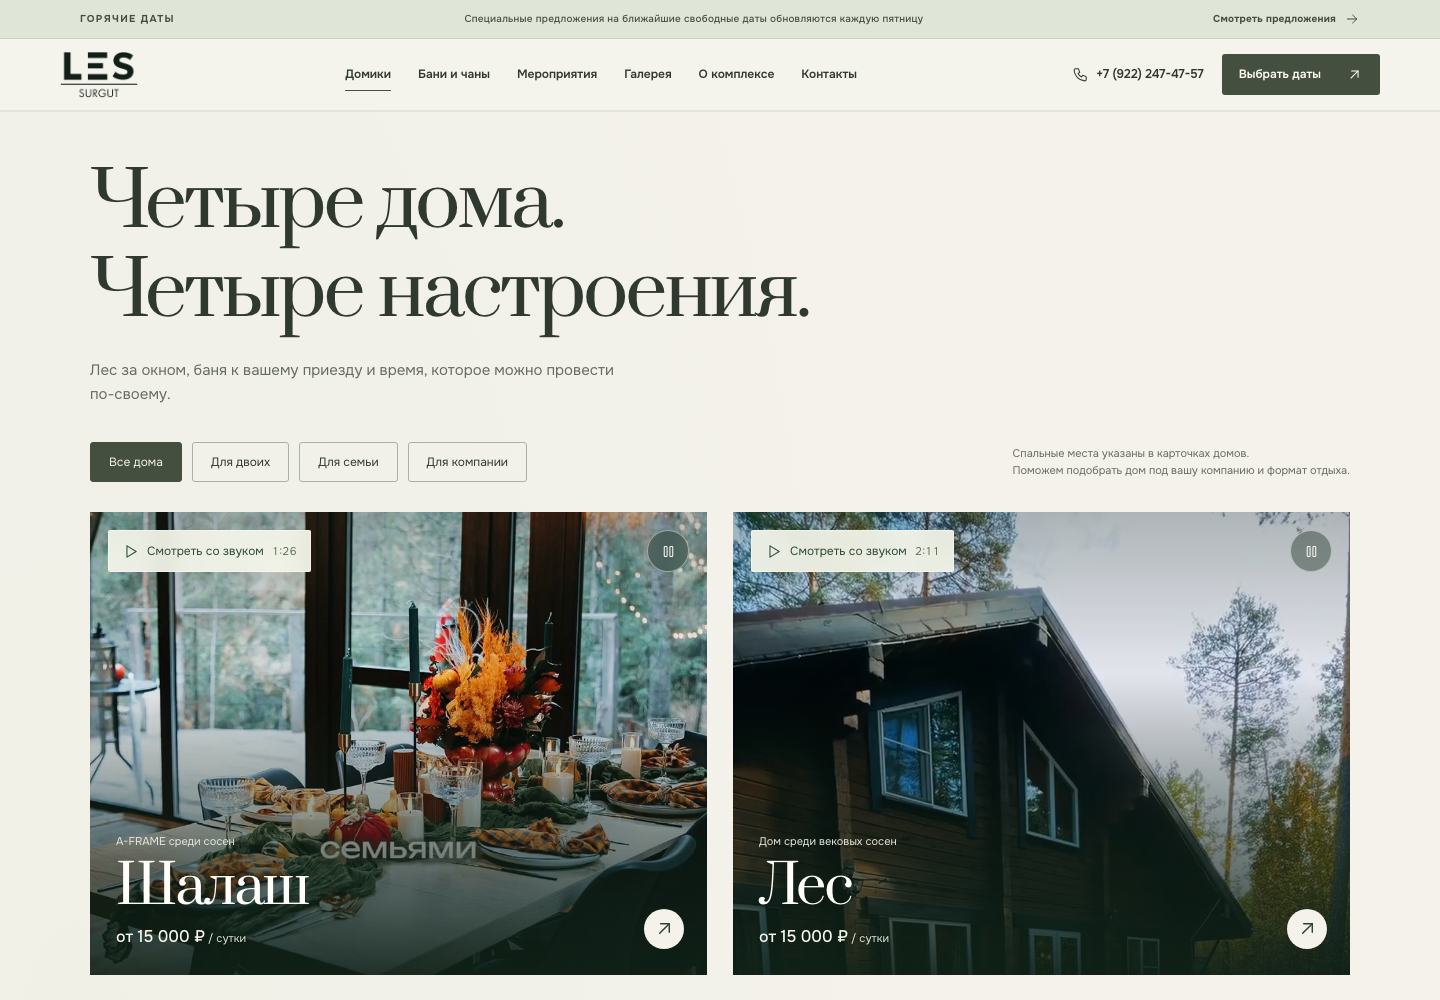 ГОРЯЧИЕ ДАТЫ
Специальные предложения на ближайшие свободные даты обновляются каждую пятницу
Смотреть предложения
LES
SURGUT
Домики
Бани и чаны
Мероприятия
Галерея
О комплексе
Контакты
+7 (922) 247-47-57
Выбрать даты
Четыре дома.
Четыре настроения.
Лес за окном, баня к вашему приезду и время, которое можно провести
по-своему.
Все дома
Для двоих
Для семьи
Для компании
Спальные места указаны в карточках домов.
Поможем подобрать дом под вашу компанию и формат отдыха.
Смотреть со звуком 1:26
A-FRAME среди сосен
семьями
Шалаш
от 15 000 ₽ / сутки
Смотреть со звуком 2:11
Дом среди вековых сосен
Лес
от 15 000 ₽ / сутки